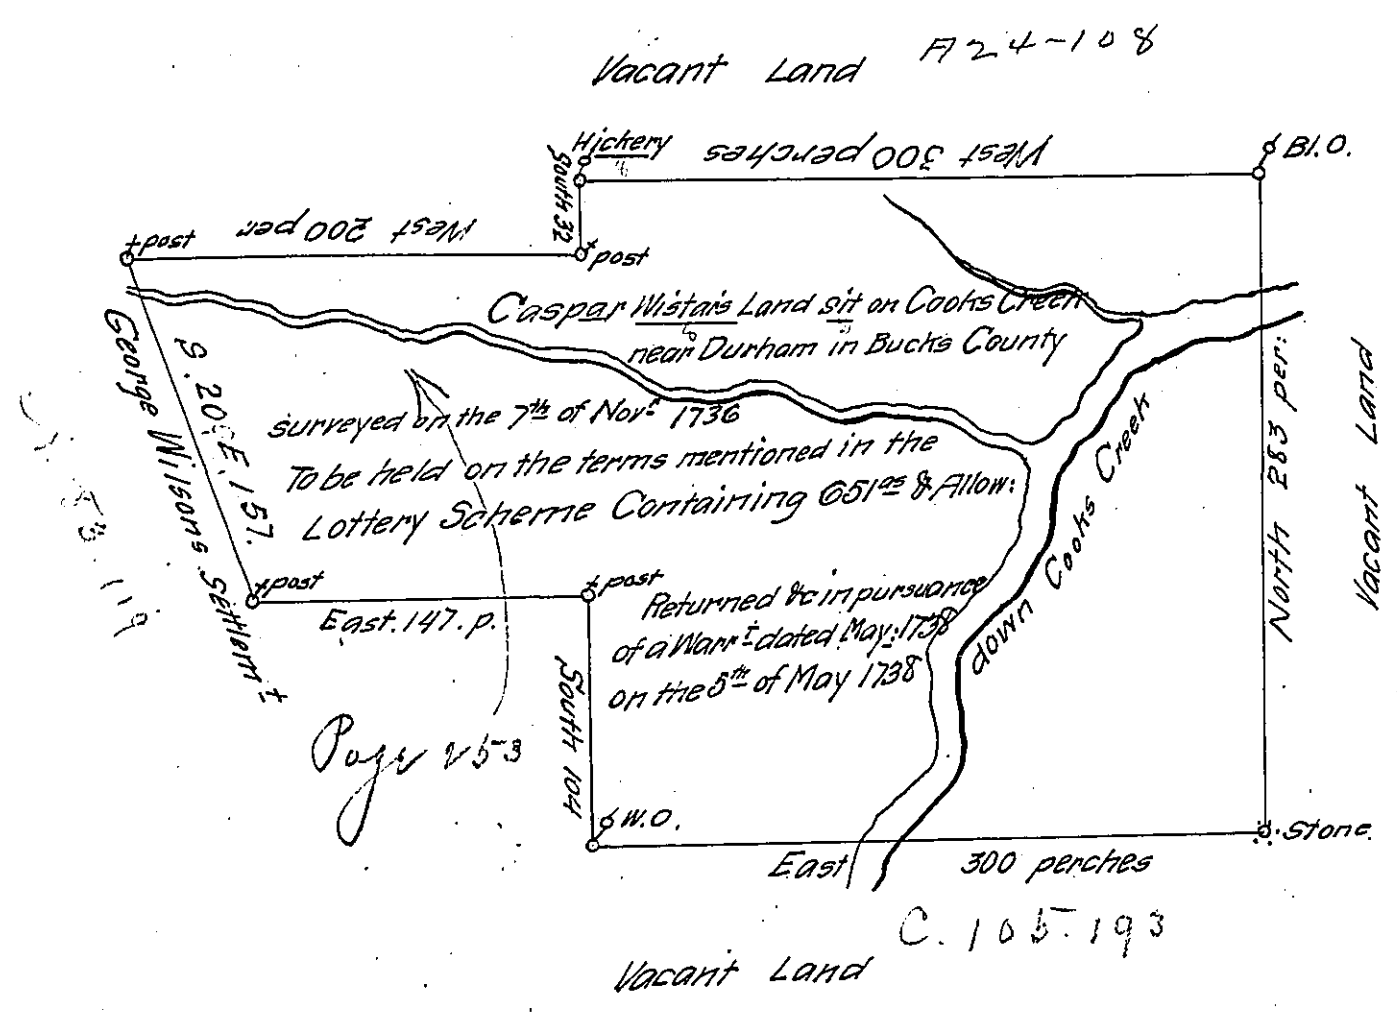 Vacant Land A24-108
Hickery
West 300 perches
Bl.O.
South 32
post
West 200 per
post
Caspar Wistar's Land sit on Cooks Creek
near Durham in Bucks County
surveyed on the 7th of Novr 1736
To be held on the terms mentioned in the
Lottery Scheme Containing 651as & Allow:
George Wilsons Settlemt
S. 20° E. 157.
down Cooks Creek
North 283 per:
Vacant Land
119
post
East. 147. p.
post
Returned &c in pursuance
of a Warrt dated May: 1738
on the 5th of May 1738
South 104
Page 253
W.O.
Stone.
East 300 perches
C. 105. 193
Vacant Land